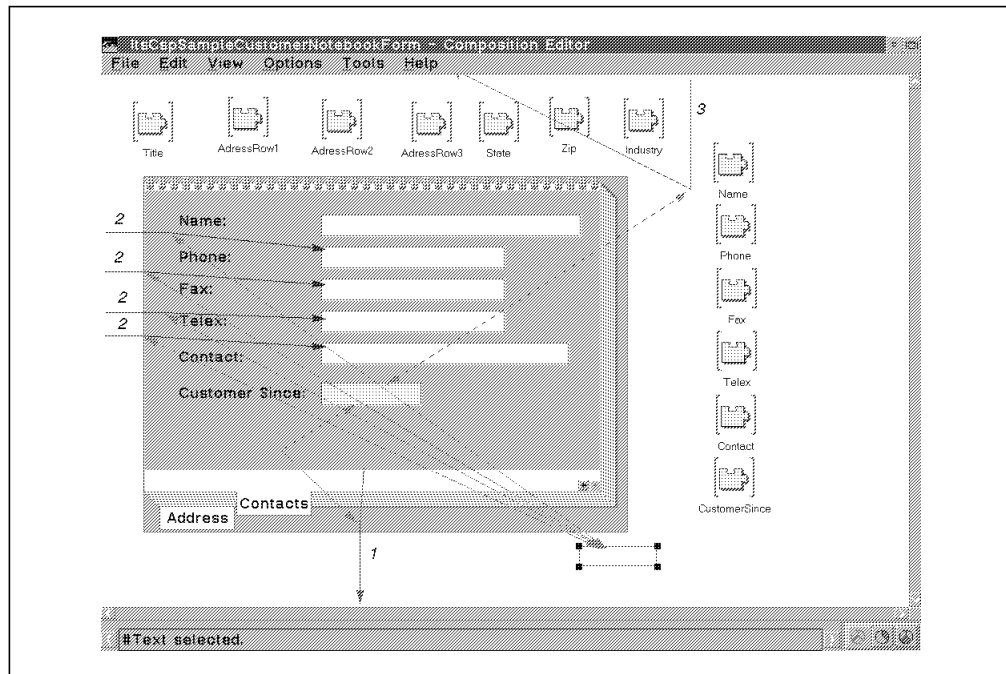 ItsCspSampleCustomerNotebookForm - Composition Editor
File Edit View Options Tools Help
3
Title
AdressRow1
AdressRow2
AdressRow3
State
Zip
Industry
Name
Phone
Fax
Telex
Contact
CustomerSince
Name:
2
Phone:
2
Fax:
2
Telex:
2
Contact:
Customer Since:
Contacts
Address
1
#Text selected.